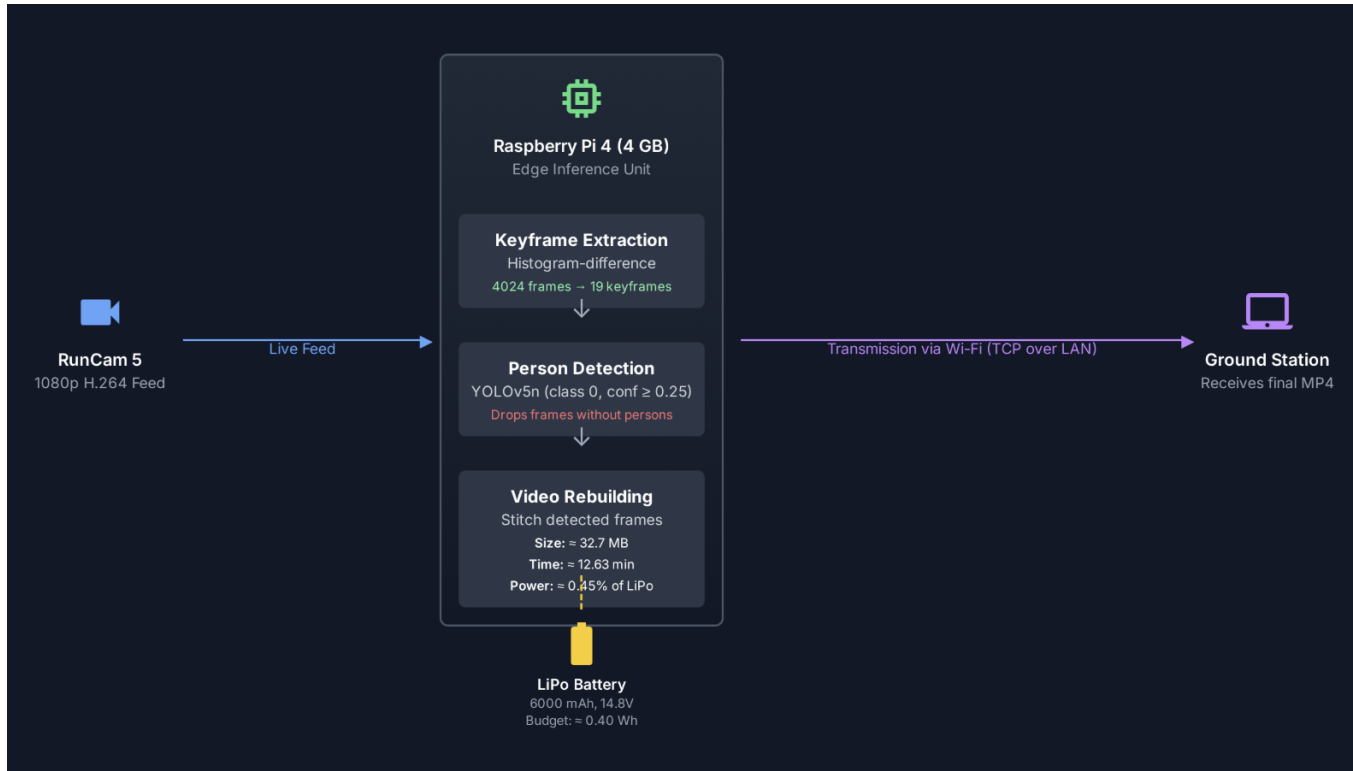 Raspberry Pi 4 (4 GB)
Edge Inference Unit
Keyframe Extraction
Histogram-difference
4024 frames → 19 keyframes
RunCam 5
1080p H.264 Feed
Live Feed
Person Detection
YOLOv5n (class 0, conf ≥ 0.25)
Drops frames without persons
Video Rebuilding
Stitch detected frames
Size: ≈ 32.7 MB
Time: ≈ 12.63 min
Power: ≈ 0.45% of LiPo
Transmission via Wi-Fi (TCP over LAN)
Ground Station
Receives final MP4
LiPo Battery
6000 mAh, 14.8V
Budget: ≈ 0.40 Wh